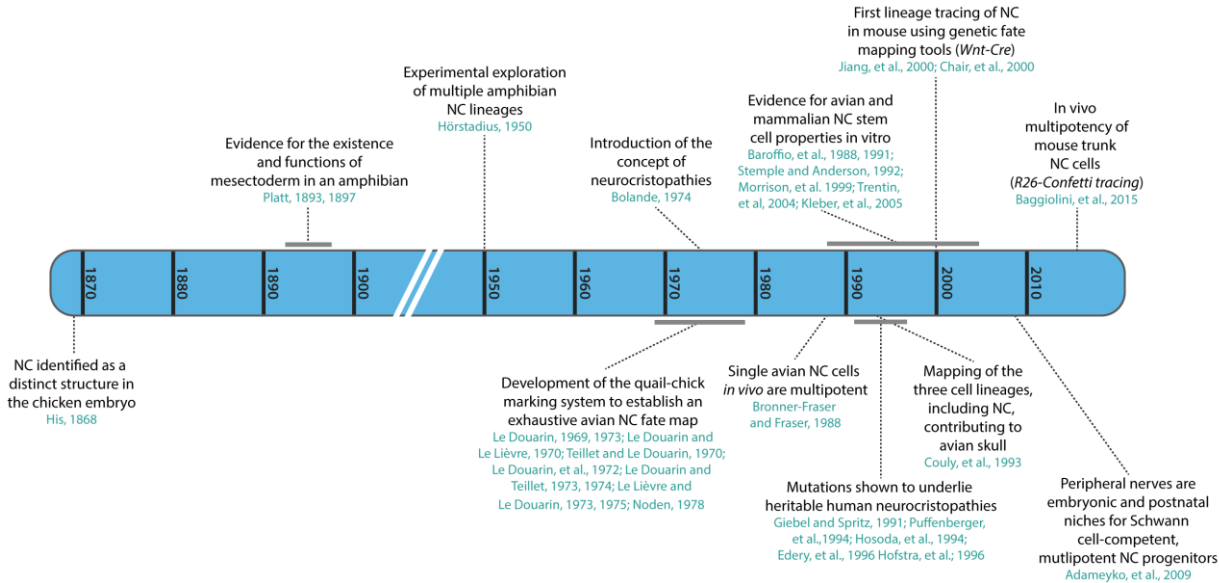 First lineage tracing of NC
in mouse using genetic fate
mapping tools (Wnt-Cre)
Jiang, et al., 2000; Chair, et al., 2000
Experimental exploration
of multiple amphibian
NC lineages
Hörstadius, 1950
Evidence for avian and
mammalian NC stem
cell properties in vitro
Baroffio, et al., 1988, 1991;
Stemple and Anderson, 1992;
Morrison, et al. 1999; Trentin,
et al, 2004; Kleber, et al., 2005
In vivo
multipotency of
mouse trunk
NC cells
(R26-Confetti tracing)
Baggiolini, et al., 2015
Evidence for the existence
and functions of
mesectoderm in an amphibian
Platt, 1893, 1897
Introduction of the
concept of
neurocristopathies
Bolande, 1974
1870
1880
1890
1900
1950
1960
1970
1980
1990
2000
2010
NC identified as a
distinct structure in
the chicken embryo
His, 1868
Development of the quail-chick
marking system to establish an
exhaustive avian NC fate map
Le Douarin, 1969, 1973; Le Douarin and
Le Lièvre, 1970; Teillet and Le Douarin, 1970;
Le Douarin, et al., 1972; Le Douarin and
Teillet, 1973, 1974; Le Lièvre and
Le Douarin, 1973, 1975; Noden, 1978
Single avian NC cells
in vivo are multipotent
Bronner-Fraser
and Fraser, 1988
Mapping of the
three cell lineages,
including NC,
contributing to
avian skull
Couly, et al., 1993
Mutations shown to underlie
heritable human neurocristopathies
Giebel and Spritz, 1991; Puffenberger,
et al.,1994; Hosoda, et al., 1994;
Edery, et al., 1996 Hofstra, et al.; 1996
Peripheral nerves are
embryonic and postnatal
niches for Schwann
cell-competent,
mutlipotent NC progenitors
Adameyko, et al., 2009